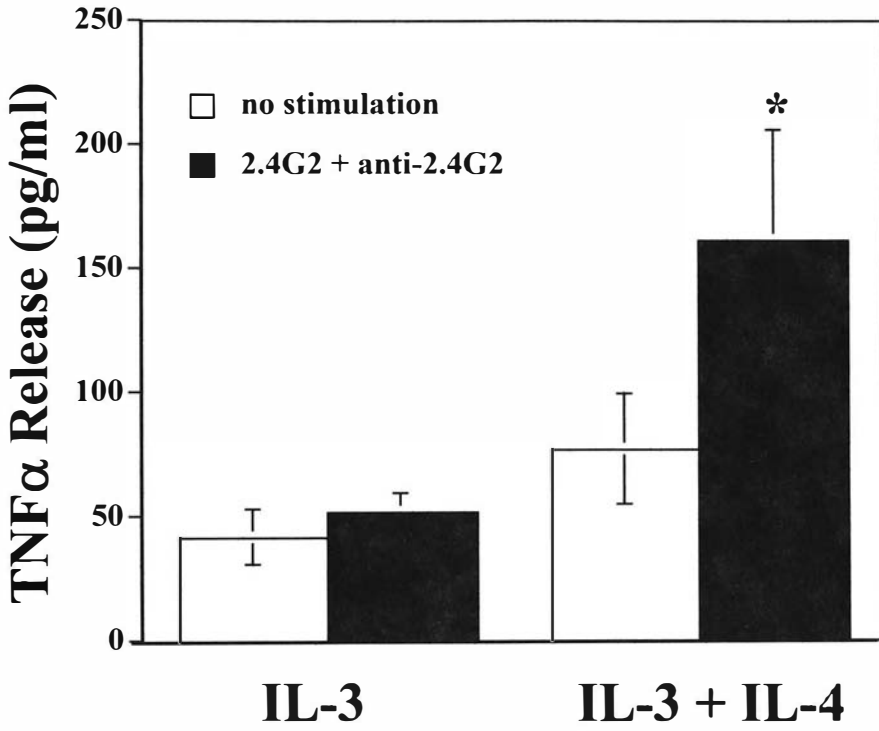 TNFα Release (pg/ml)
250
200
150
100
50
0
no stimulation
2.4G2 + anti-2.4G2
*
IL-3
IL-3 + IL-4